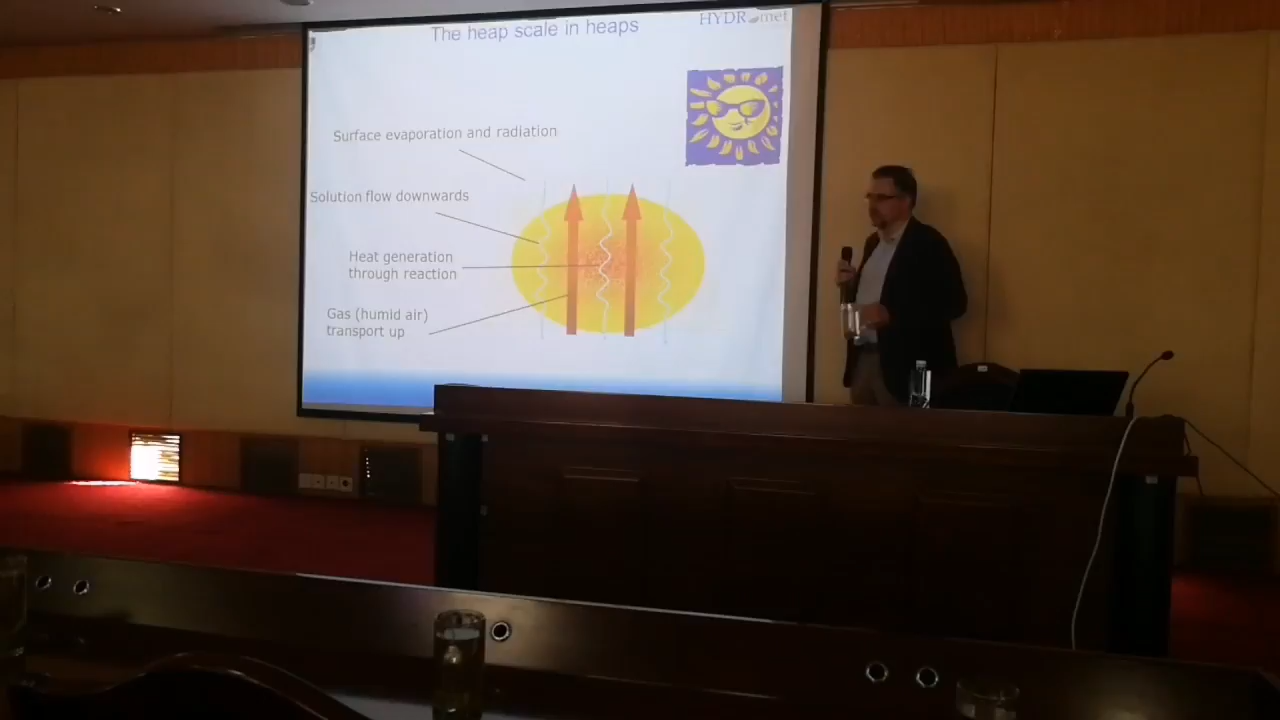 The heap scale in heaps
HYDROmet
Surface evaporation and radiation
Solution flow downwards
Heat generation
through reaction
Gas (humid air)
transport up